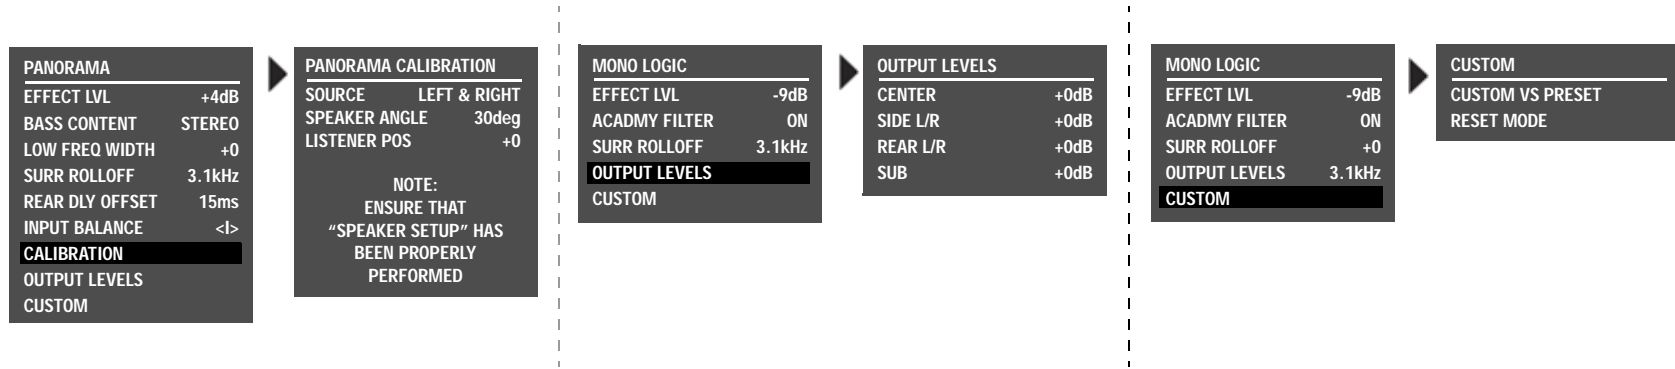 PANORAMA
EFFECT LVL +4dB
BASS CONTENT STEREO
LOW FREQ WIDTH +0
SURR ROLLOFF 3.1kHz
REAR DLY OFFSET 15ms
INPUT BALANCE <I>
CALIBRATION
OUTPUT LEVELS
CUSTOM
PANORAMA CALIBRATION
SOURCE LEFT & RIGHT
SPEAKER ANGLE 30deg
LISTENER POS +0
NOTE:
ENSURE THAT
“SPEAKER SETUP” HAS
BEEN PROPERLY
PERFORMED
MONO LOGIC
EFFECT LVL -9dB
ACADMY FILTER ON
SURR ROLLOFF 3.1kHz
OUTPUT LEVELS
CUSTOM
OUTPUT LEVELS
CENTER +0dB
SIDE L/R +0dB
REAR L/R +0dB
SUB +0dB
MONO LOGIC
EFFECT LVL -9dB
ACADMY FILTER ON
SURR ROLLOFF +0
OUTPUT LEVELS 3.1kHz
CUSTOM
CUSTOM
CUSTOM VS PRESET
RESET MODE